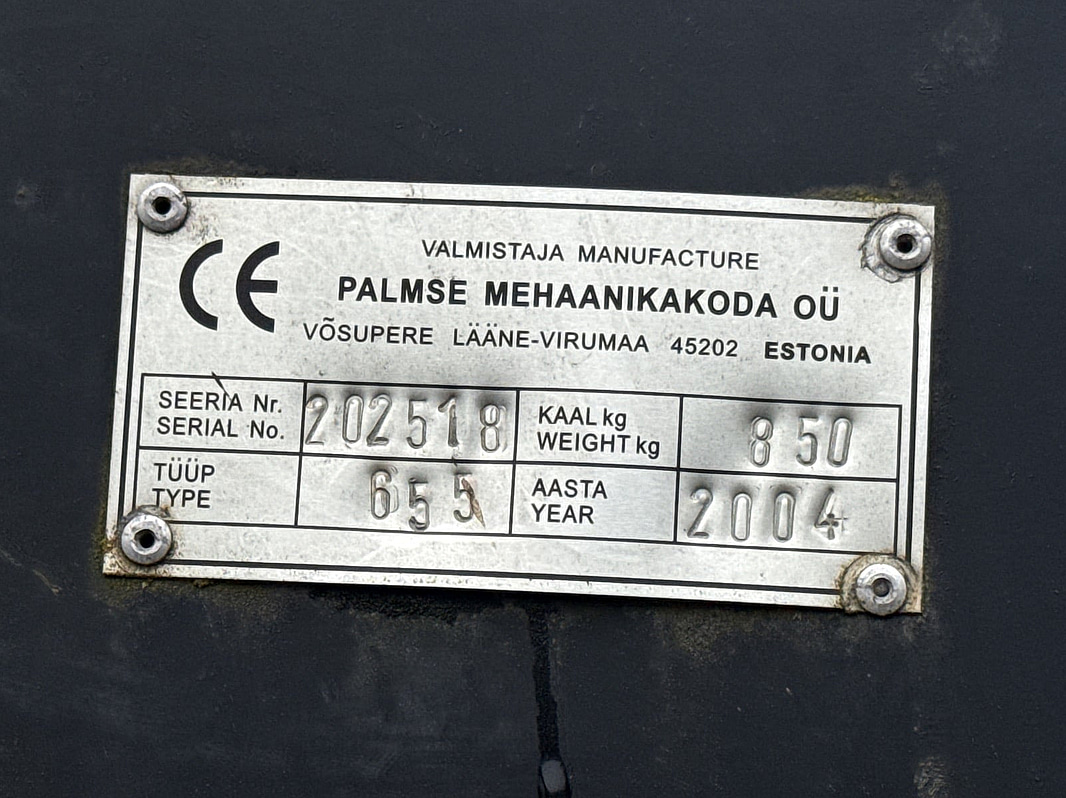 CE
VALMISTAJA MANUFACTURE
PALMSE MEHAANIKAKODA OÜ
VÕSUPERE LÄÄNE-VIRUMAA 45202 ESTONIA
SEERIA Nr.
SERIAL No.
202518
KAAL kg
WEIGHT kg
850
TÜÜP
TYPE
655
AASTA
YEAR
2004